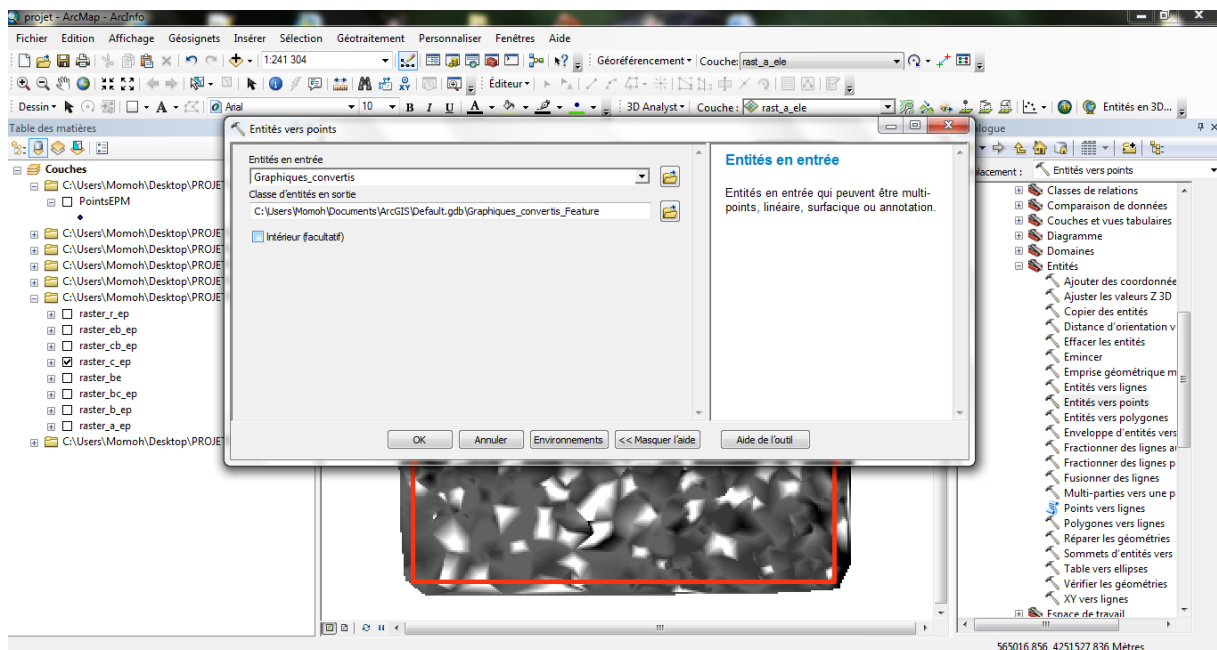 projet - ArcMap - ArcInfo
Fichier Edition Affichage Géosignets Insérer Sélection Géotraitement Personnaliser Fenêtres Aide
1:241 304
Géoréférencement Couche: rast_a_ele
Éditeur
Dessin A Arial 10 B I U A 3D Analyst Couche : rast_a_ele Entités en 3D...
Table des matières
Couches
C:\Users\Momoh\Desktop\PROJE
PointsEPM
C:\Users\Momoh\Desktop\PROJE
C:\Users\Momoh\Desktop\PROJE
C:\Users\Momoh\Desktop\PROJE
C:\Users\Momoh\Desktop\PROJE
C:\Users\Momoh\Desktop\PROJE
raster_r_ep
raster_eb_ep
raster_cb_ep
raster_c_ep
raster_be
raster_bc_ep
raster_b_ep
raster_a_ep
C:\Users\Momoh\Desktop\PROJE
Entités vers points
Entités en entrée
Graphiques_convertis
Classe d'entités en sortie
C:\Users\Momoh\Documents\ArcGIS\Default.gdb\Graphiques_convertis_Feature
Intérieur (facultatif)
OK Annuler Environnements << Masquer l'aide Aide de l'outil
Entités en entrée
Entités en entrée qui peuvent être multi-
points, linéaire, surfacique ou annotation.
logue
lacement : Entités vers points
Classes de relations
Comparaison de données
Couches et vues tabulaires
Diagramme
Domaines
Entités
Ajouter des coordonnée
Ajuster les valeurs Z 3D
Copier des entités
Distance d'orientation v
Effacer les entités
Emincer
Emprise géométrique m
Entités vers lignes
Entités vers points
Entités vers polygones
Enveloppe d'entités vers
Fractionner des lignes a
Fractionner des lignes p
Fusionner des lignes
Multi-parties vers une p
Points vers lignes
Polygones vers lignes
Réparer les géométries
Sommets d'entités vers
Table vers ellipses
Vérifier les géométries
XY vers lignes
Espace de travail
565016,856 4251527,836 Mètres